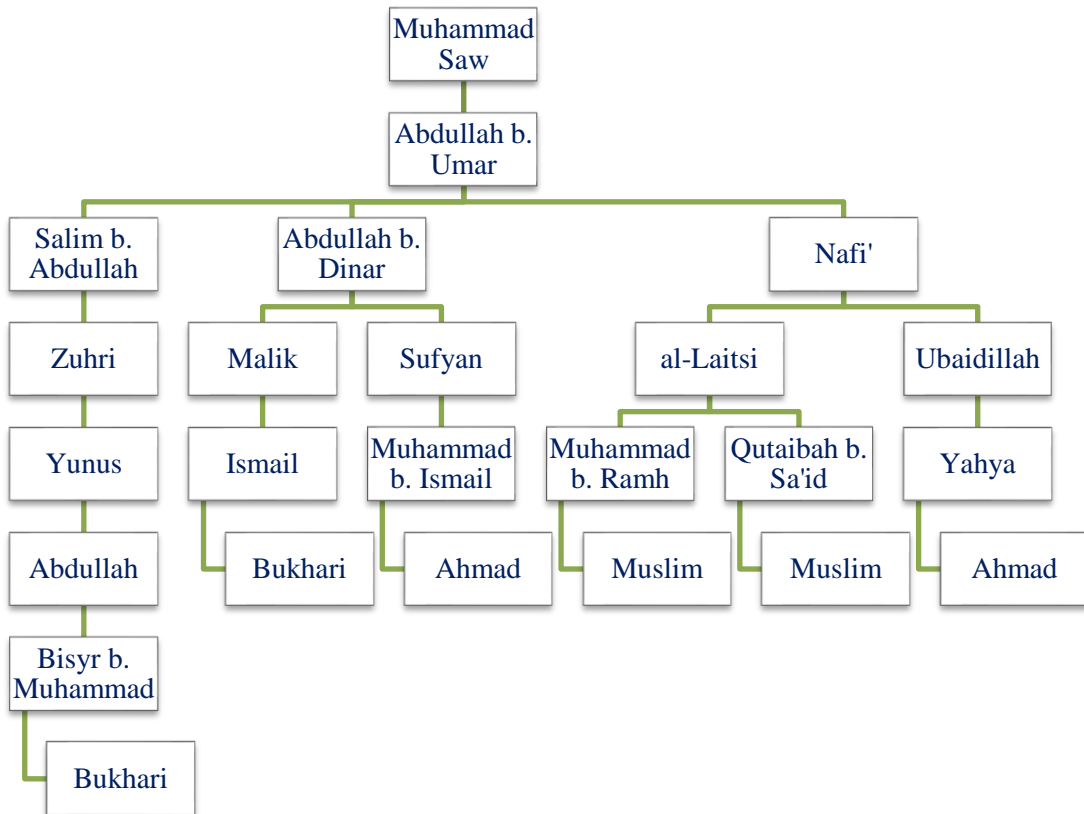 Muhammad
Saw
Abdullah b.
Umar
Salim b.
Abdullah
Abdullah b.
Dinar
Nafi'
Zuhri
Malik
Sufyan
al-Laitsi
Ubaidillah
Yunus
Ismail
Muhammad
b. Ismail
Muhammad
b. Ramh
Qutaibah b.
Sa'id
Yahya
Abdullah
Bukhari
Ahmad
Muslim
Muslim
Ahmad
Bisyr b.
Muhammad
Bukhari